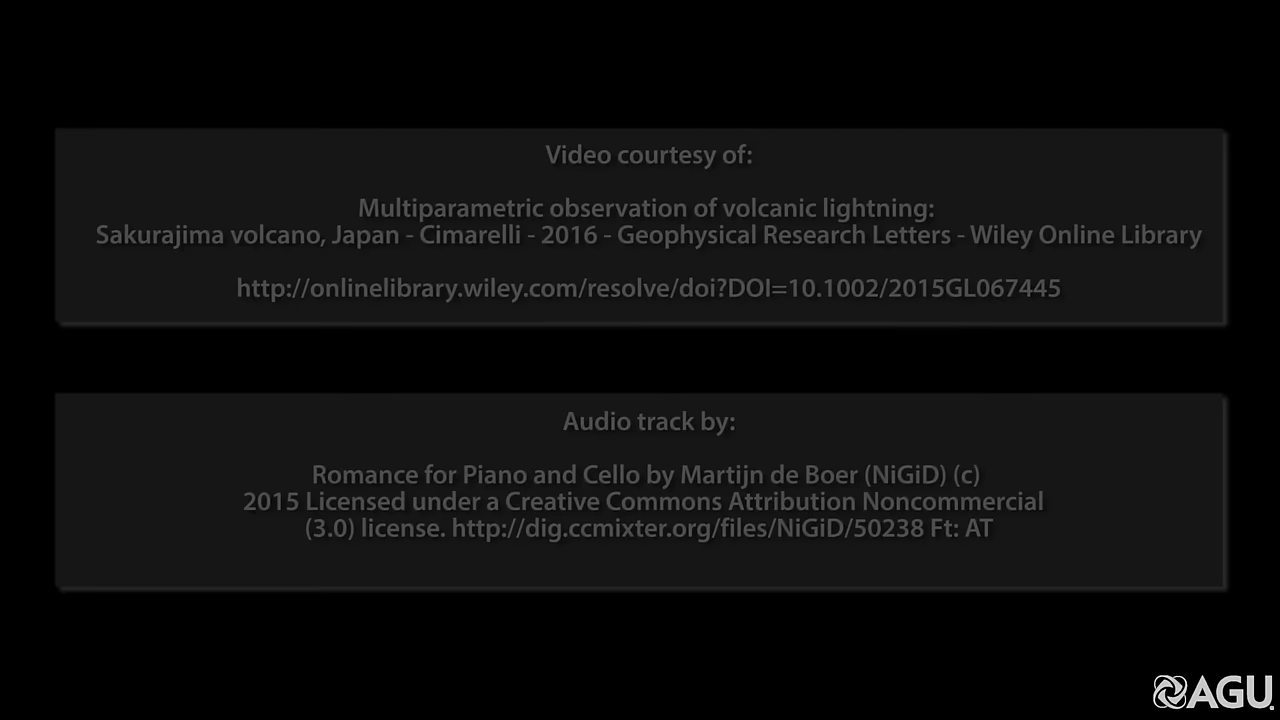 Video courtesy of:
Multiparametric observation of volcanic lightning:
Sakurajima volcano, Japan - Cimarelli - 2016 - Geophysical Research Letters - Wiley Online Library
http://onlinelibrary.wiley.com/resolve/doi?DOI=10.1002/2015GL067445
Audio track by:
Romance for Piano and Cello by Martijn de Boer (NiGiD) (c)
2015 Licensed under a Creative Commons Attribution Noncommercial
(3.0) license. http://dig.ccmixter.org/files/NiGiD/50238 Ft: AT
AGU.